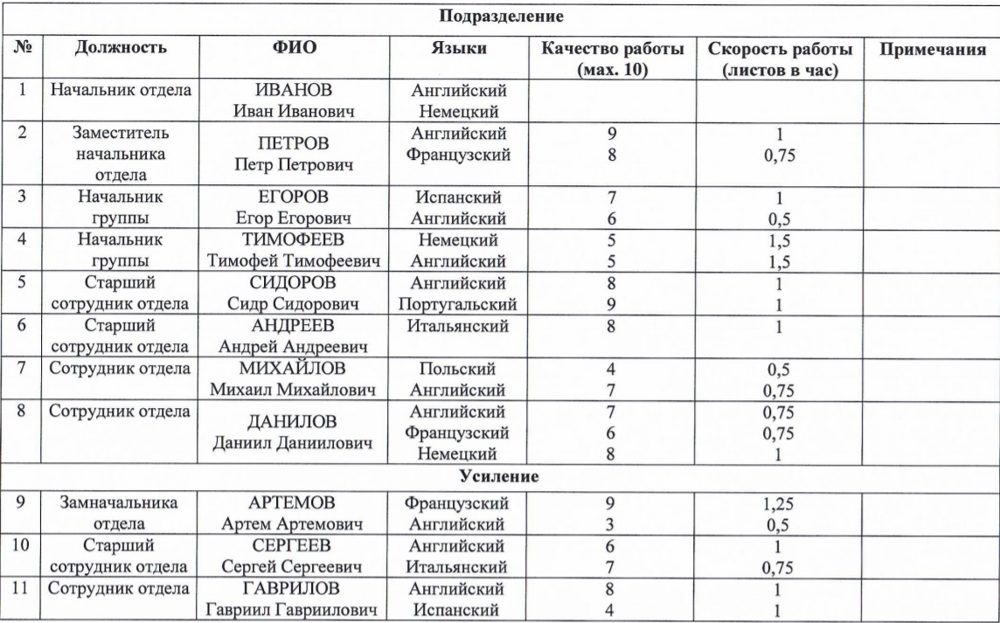 Подразделение
№ Должность ФИО Языки Качество работы (мах. 10) Скорость работы (листов в час) Примечания
1 Начальник отдела ИВАНОВ Английский
Иван Иванович Немецкий
2 Заместитель ПЕТРОВ Английский 9 1
начальника Петр Петрович Французский 8 0,75
отдела
3 Начальник ЕГОРОВ Испанский 7 1
группы Егор Егорович Английский 6 0,5
4 Начальник ТИМОФЕЕВ Немецкий 5 1,5
группы Тимофей Тимофеевич Английский 5 1,5
5 Старший СИДОРОВ Английский 8 1
сотрудник отдела Сидр Сидорович Португальский 9 1
6 Старший АНДРЕЕВ Итальянский 8 1
сотрудник отдела Андрей Андреевич
7 Сотрудник отдела МИХАЙЛОВ Польский 4 0,5
Михаил Михайлович Английский 7 0,75
8 Сотрудник отдела ДАНИЛОВ Английский 7 0,75
Даниил Даниилович Французский 6 0,75
Немецкий 8 1
Усиление
9 Замначальника АРТЕМОВ Французский 9 1,25
отдела Артем Артемович Английский 3 0,5
10 Старший СЕРГЕЕВ Английский 6 1
сотрудник отдела Сергей Сергеевич Итальянский 7 0,75
11 Сотрудник отдела ГАВРИЛОВ Английский 8 1
Гавриил Гавриилович Испанский 4 1